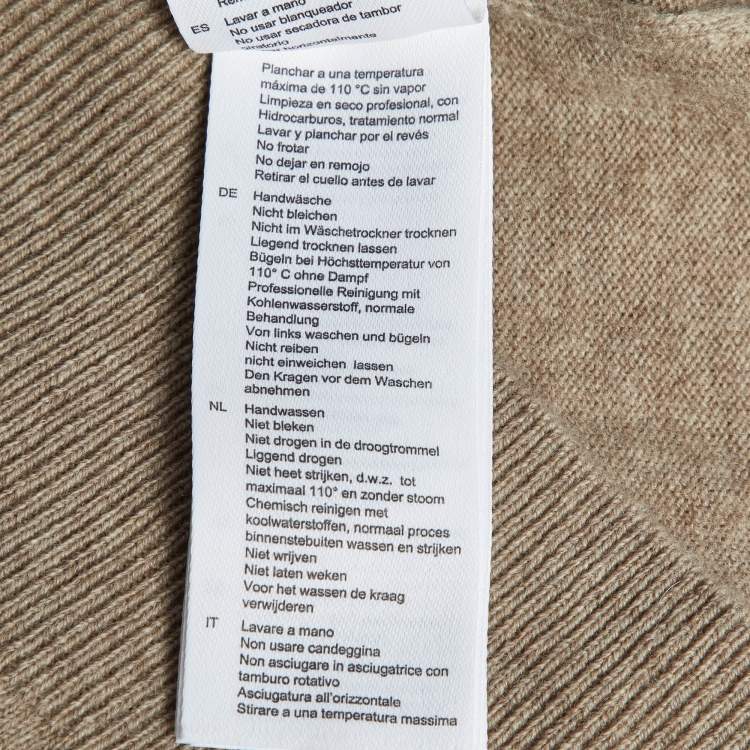 ES Lavar a mano
No usar blanqueador
No usar secadora de tambor
Planchar a una temperatura
máxima de 110 °C sin vapor
Limpieza en seco profesional, con
Hidrocarburos, tratamiento normal
Lavar y planchar por el revés
No frotar
No dejar en remojo
Retirar el cuello antes de lavar
DE Handwäsche
Nicht bleichen
Nicht im Wäschetrockner trocknen
Liegend trocknen lassen
Bügeln bei Höchsttemperatur von
110° C ohne Dampf
Professionelle Reinigung mit
Kohlenwasserstoff, normale
Behandlung
Von links waschen und bügeln
Nicht reiben
nicht einweichen lassen
Den Kragen vor dem Waschen
abnehmen
NL Handwassen
Niet bleken
Niet drogen in de droogtrommel
Liggend drogen
Niet heet strijken, d.w.z. tot
maximaal 110° en zonder stoom
Chemisch reinigen met
koolwaterstoffen, normaal proces
binnenstebuiten wassen en strijken
Niet wrijven
Niet laten weken
Voor het wassen de kraag
verwijderen
IT Lavare a mano
Non usare candeggina
Non asciugare in asciugatrice con
tamburo rotativo
Asciugatura all'orizzontale
Stirare a una temperatura massima